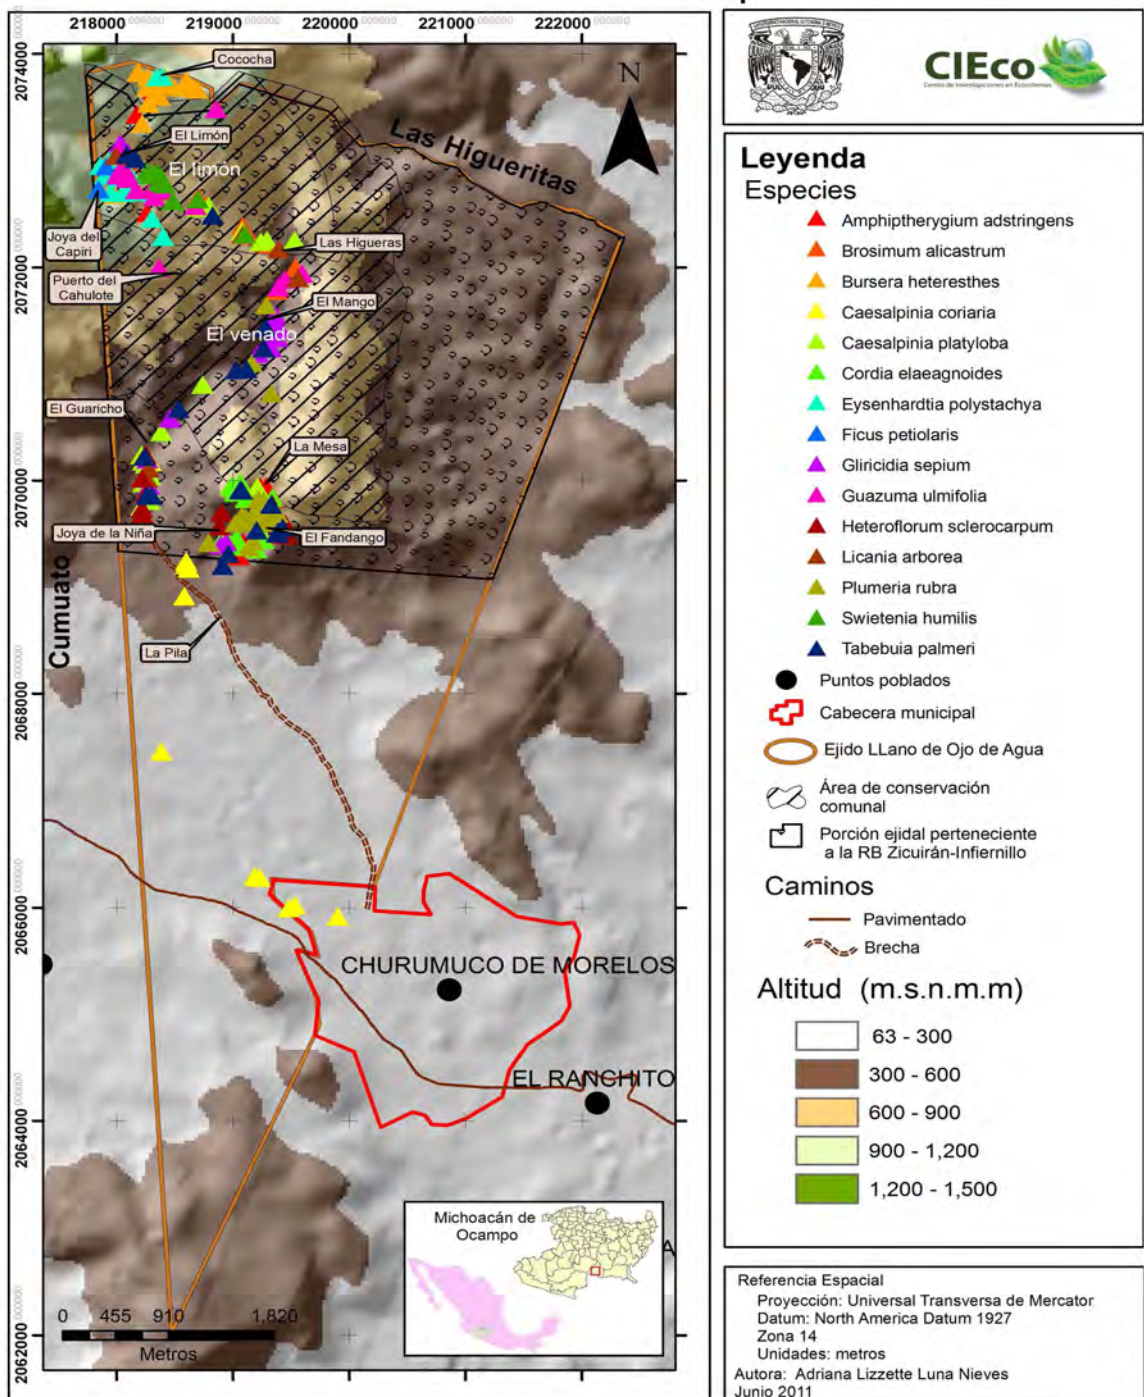 218000
219000
220000
221000
222000
2074000
2072000
2070000
2068000
2066000
2064000
2062000
N
Cococha
El Limón
El limón
Las Higueritas
Joya del
Capiri
Las Higueras
Puerto del
Cahulote
El Mango
El venado
El Guaricho
La Mesa
Joya de la Niña
El Fandango
Cumuato
La Pila
CHURUMUCO DE MORELOS
EL RANCHITO
Michoacán de
Ocampo
0 455 910 1,820
Metros
CIEco
Centro de Investigaciones en Ecosistemas
Leyenda
Especies
Amphiptherygium adstringens
Brosimum alicastrum
Bursera heteresthes
Caesalpinia coriaria
Caesalpinia platyloba
Cordia elaeagnoides
Eysenhardtia polystachya
Ficus petiolaris
Gliricidia sepium
Guazuma ulmifolia
Heteroflorum sclerocarpum
Licania arborea
Plumeria rubra
Swietenia humilis
Tabebuia palmeri
Puntos poblados
Cabecera municipal
Ejido LLano de Ojo de Agua
Área de conservación
comunal
Porción ejidal perteneciente
a la RB Zicuirán-Infiernillo
Caminos
Pavimentado
Brecha
Altitud (m.s.n.m.m)
63 - 300
300 - 600
600 - 900
900 - 1,200
1,200 - 1,500
Referencia Espacial
Proyección: Universal Transversa de Mercator
Datum: North America Datum 1927
Zona 14
Unidades: metros
Autora: Adriana Lizzette Luna Nieves
Junio 2011